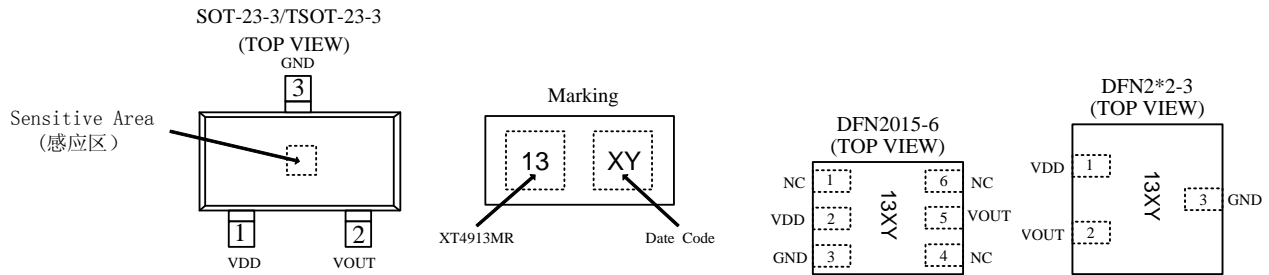 SOT-23-3/TSOT-23-3
(TOP VIEW)
GND
3
Sensitive Area
(感应区）
1
2
VDD
VOUT
Marking
13
XY
XT4913MR
Date Code
DFN2015-6
(TOP VIEW)
NC 1 6 NC
VDD 2 5 VOUT
GND 3 4 NC
13XY
DFN2*2-3
(TOP VIEW)
VDD 1
3 GND
VOUT 2
13XY